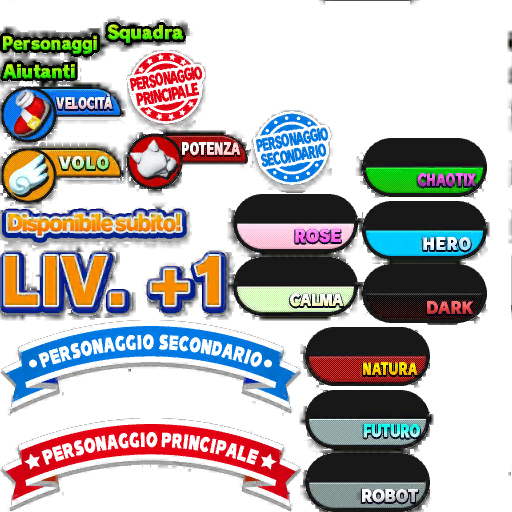 Personaggi
Squadra
Aiutanti
PERSONAGGIO
PRINCIPALE
VELOCITÀ
VOLO
POTENZA
PERSONAGGIO
SECONDARIO
CHAOTIX
Disponibile subito!
ROSE
HERO
LIV. +1
CALMA
DARK
PERSONAGGIO SECONDARIO
NATURA
FUTURO
PERSONAGGIO PRINCIPALE
ROBOT